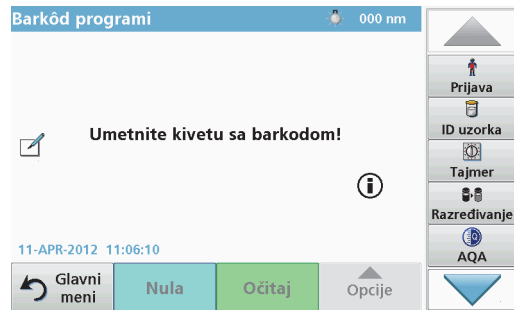 Barkôd programi
000 nm
Umetnite kivetu sa barkodom!
11-APR-2012 11:06:10
Glavni
meni
Nula
Očitaj
Opcije
Prijava
ID uzorka
Tajmer
Razređivanje
AQA